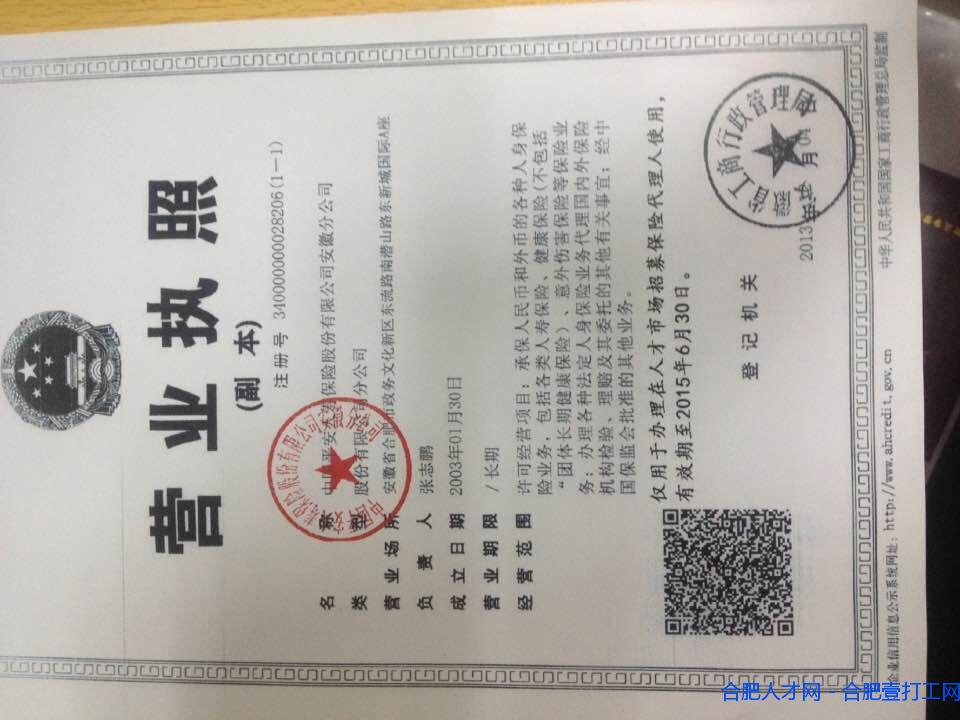 营业执照
(副 本)
注册号 340000000028206(1-1)
名称 中国平安人寿保险股份有限公司安徽分公司
类型 股份有限公司分公司
营业场所 安徽省合肥市政务文化新区东流路南潜山路东新城国际A座
负责人 张志鹏
成立日期 2003年01月30日
营业期限 /长期
经营范围 许可经营项目：承保人民币和外币的各种人身保
险业务，包括各类人寿保险、健康保险(不包括
“团体长期健康保险)、意外伤害保险等保险业
务；办理各种法定人身保险业务代理国内外保险
机构检验、理赔及其委托的其他有关事宜；经中
国保监会批准的其他业务。
仅用于办理在人才市场招募保险代理人使用，
有效期至2015年6月30日。
登记机关
工商行政管理局
2013年 月04
企业信用信息公示系统网址：http://www.ahcredit.gov.cn
中华人民共和国国家工商行政管理总局监制
合肥人才网 - 合肥壹打工网